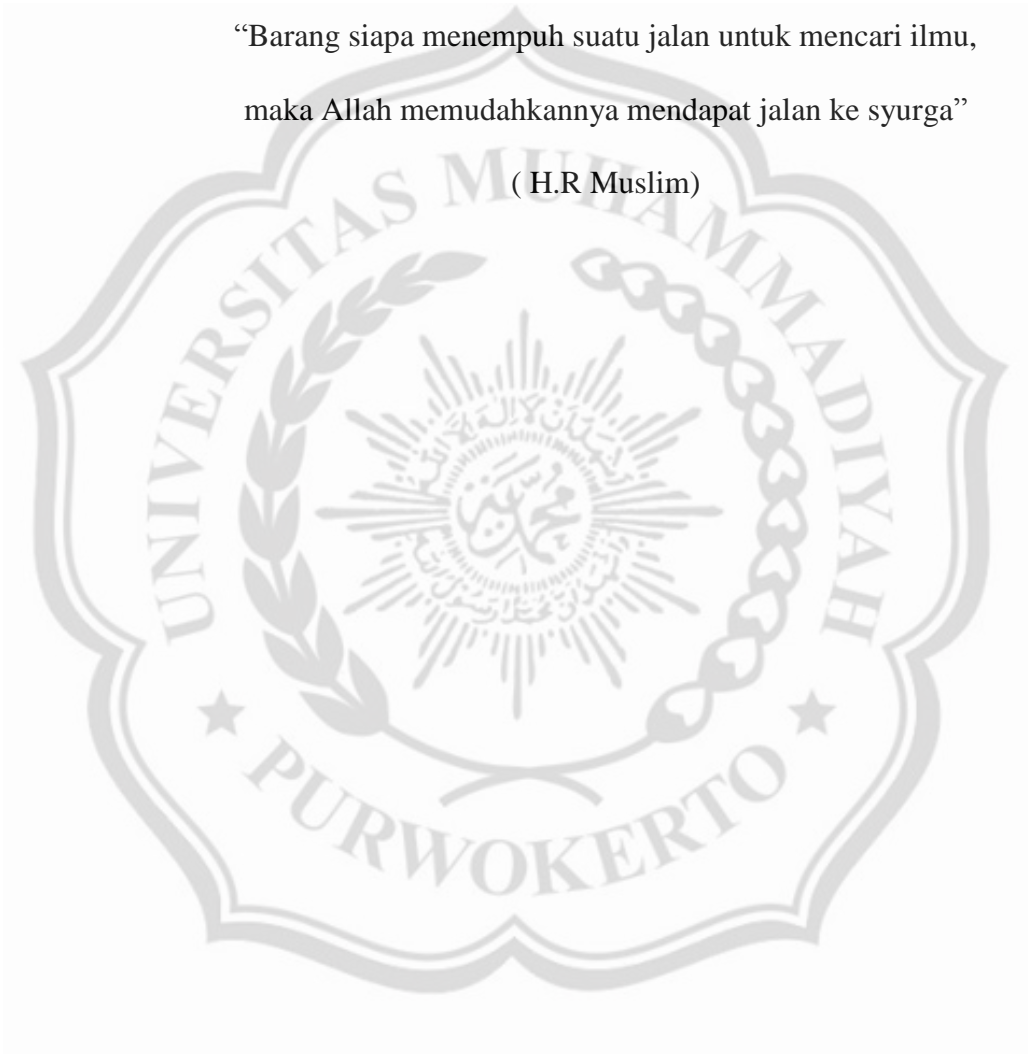 “Barang siapa menempuh suatu jalan untuk mencari ilmu,
maka Allah memudahkannya mendapat jalan ke syurga”
( H.R Muslim)
UNIVERSITAS MUHAMMADIYAH
PURWOKERTO